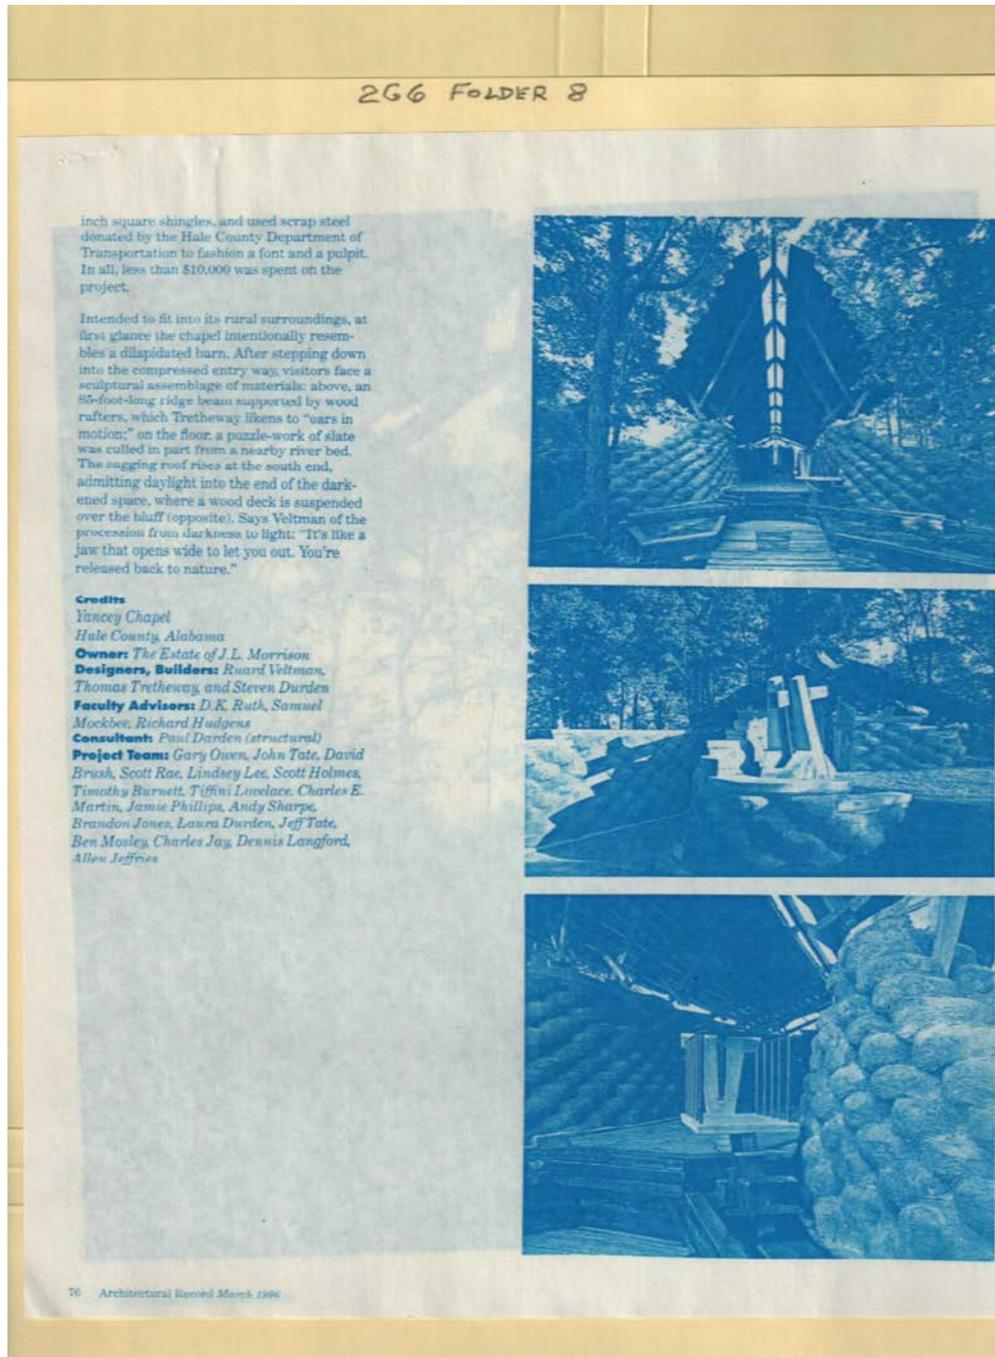 2G6 FOLDER 8
inch square shingles, and used scrap steel
donated by the Hale County Department of
Transportation to fashion a font and a pulpit.
In all, less than $10,000 was spent on the
project.
Intended to fit into its rural surroundings, at
first glance the chapel intentionally resem-
bles a dilapidated barn. After stepping down
into the compressed entry way, visitors face a
sculptural assemblage of materials: above, an
85-foot-long ridge beam supported by wood
rafters, which Tretheway likens to "oars in
motion;" on the floor, a puzzle-work of slate
was culled in part from a nearby river bed.
The sagging roof rises at the south end,
admitting daylight into the end of the dark-
ened space, where a wood deck is suspended
over the bluff (opposite). Says Veltman of the
procession from darkness to light: "It's like a
jaw that opens wide to let you out. You're
released back to nature."
Credits
Yancey Chapel
Hale County, Alabama
Owner: The Estate of J.L. Morrison
Designers, Builders: Ruard Veltman,
Thomas Tretheway, and Steven Durden
Faculty Advisors: D.K. Ruth, Samuel
Mockbee, Richard Hudgens
Consultant: Paul Darden (structural)
Project Team: Gary Owen, John Tate, David
Brush, Scott Rae, Lindsey Lee, Scott Holmes,
Timothy Burnett, Tiffini Lovelace, Charles E.
Martin, Jamie Phillips, Andy Sharpe,
Brandon Jones, Laura Durden, Jeff Tate,
Ben Mosley, Charles Jay, Dennis Langford,
Allen Jeffries
76 Architectural Record March 1996